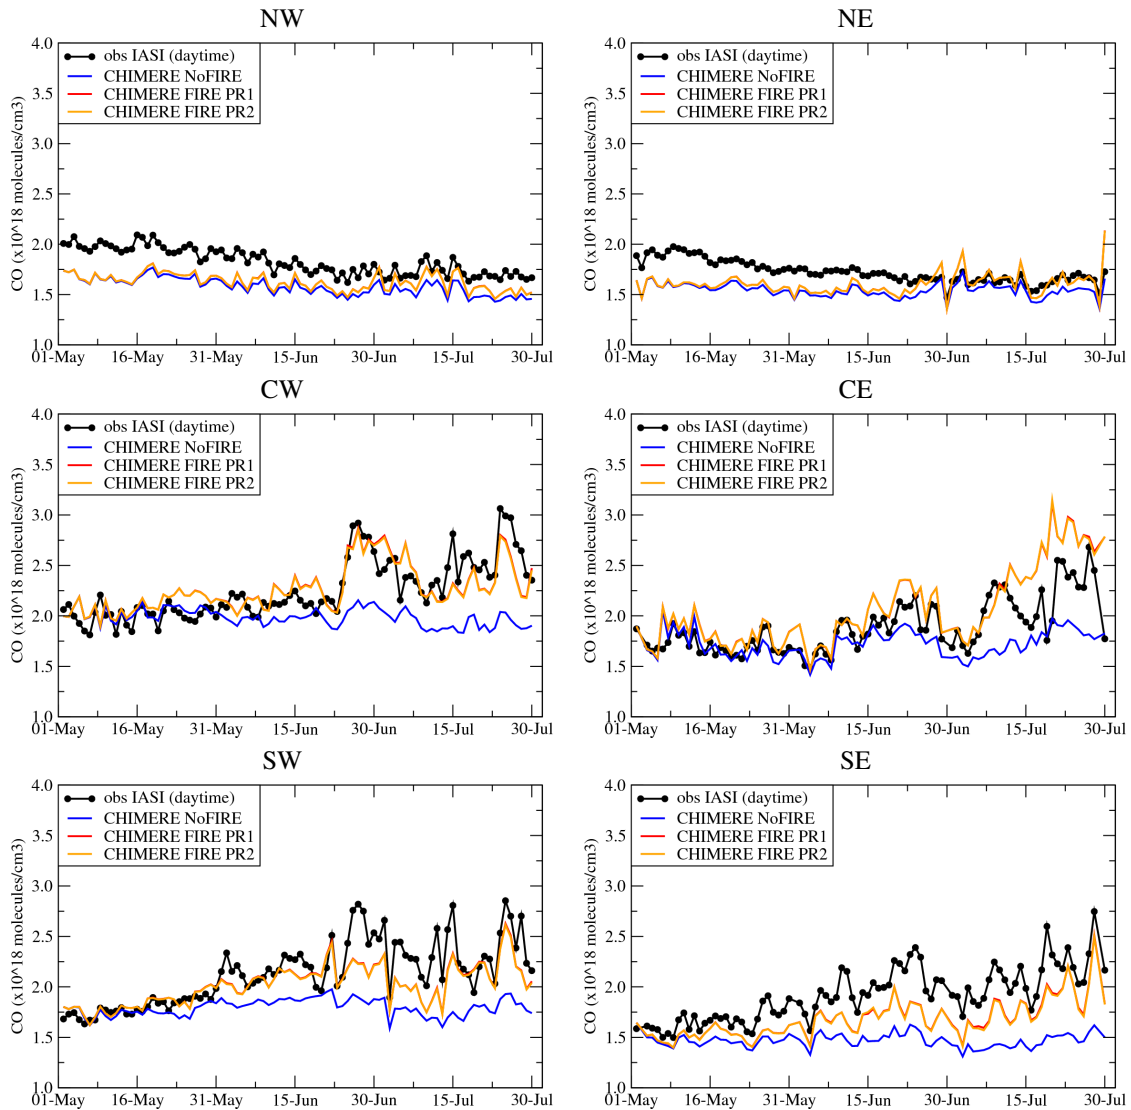 NW
4.0
3.5
3.0
2.5
2.0
1.5
1.0
CO (x10^18 molecules/cm3)
obs IASI (daytime)
CHIMERE NoFIRE
CHIMERE FIRE PR1
CHIMERE FIRE PR2
01-May 16-May 31-May 15-Jun 30-Jun 15-Jul 30-Jul
NE
4.0
3.5
3.0
2.5
2.0
1.5
1.0
CO (x10^18 molecules/cm3)
obs IASI (daytime)
CHIMERE NoFIRE
CHIMERE FIRE PR1
CHIMERE FIRE PR2
01-May 16-May 31-May 15-Jun 30-Jun 15-Jul 30-Jul
CW
4.0
3.5
3.0
2.5
2.0
1.5
1.0
CO (x10^18 molecules/cm3)
obs IASI (daytime)
CHIMERE NoFIRE
CHIMERE FIRE PR1
CHIMERE FIRE PR2
01-May 16-May 31-May 15-Jun 30-Jun 15-Jul 30-Jul
CE
4.0
3.5
3.0
2.5
2.0
1.5
1.0
CO (x10^18 molecules/cm3)
obs IASI (daytime)
CHIMERE NoFIRE
CHIMERE FIRE PR1
CHIMERE FIRE PR2
01-May 16-May 31-May 15-Jun 30-Jun 15-Jul 30-Jul
SW
4.0
3.5
3.0
2.5
2.0
1.5
1.0
CO (x10^18 molecules/cm3)
obs IASI (daytime)
CHIMERE NoFIRE
CHIMERE FIRE PR1
CHIMERE FIRE PR2
01-May 16-May 31-May 15-Jun 30-Jun 15-Jul 30-Jul
SE
4.0
3.5
3.0
2.5
2.0
1.5
1.0
CO (x10^18 molecules/cm3)
obs IASI (daytime)
CHIMERE NoFIRE
CHIMERE FIRE PR1
CHIMERE FIRE PR2
01-May 16-May 31-May 15-Jun 30-Jun 15-Jul 30-Jul